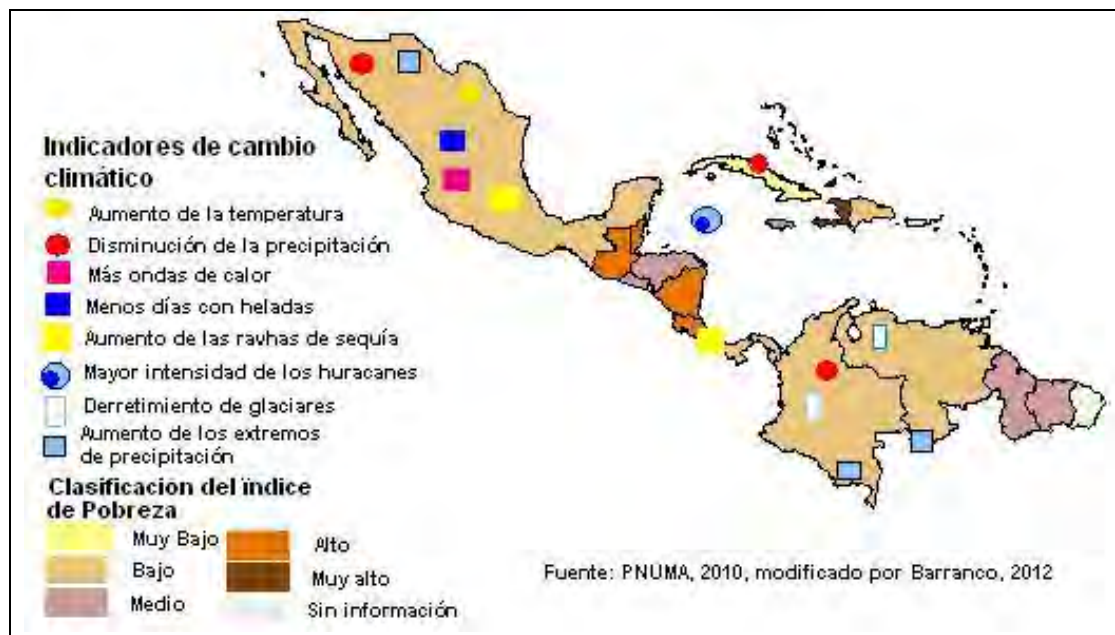 Indicadores de cambio
climático
Aumento de la temperatura
Disminución de la precipitación
Más ondas de calor
Menos días con heladas
Aumento de las ravhas de sequía
Mayor intensidad de los huracanes
Derretimiento de glaciares
Aumento de los extremos
de precipitación
Clasificación del ïndice
de Pobreza
Muy Bajo
Bajo
Medio
Alto
Muy alto
Sin información
Fuente: PNUMA, 2010, modificado por Barranco, 2012